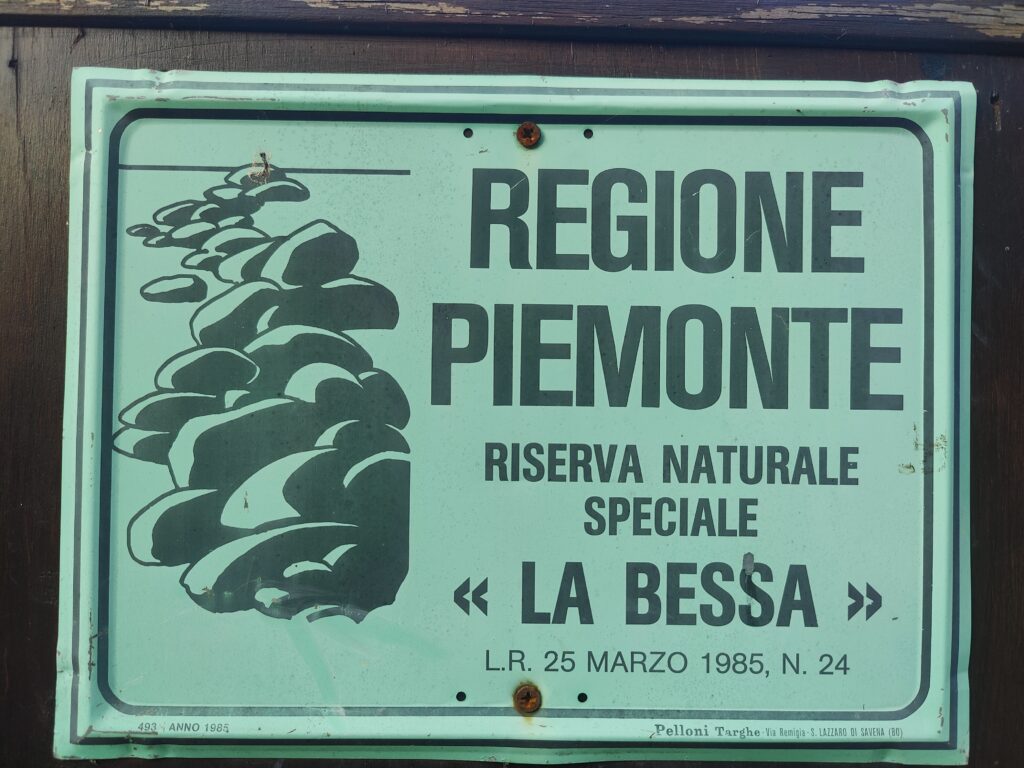 REGIONE
PIEMONTE
RISERVA NATURALE
SPECIALE
« LA BESSA »
L.R. 25 MARZO 1985, N. 24
493 - ANNO 1985
Pelloni Targhe - Via Remigia - S. LAZZARO DI SAVENA (BO)